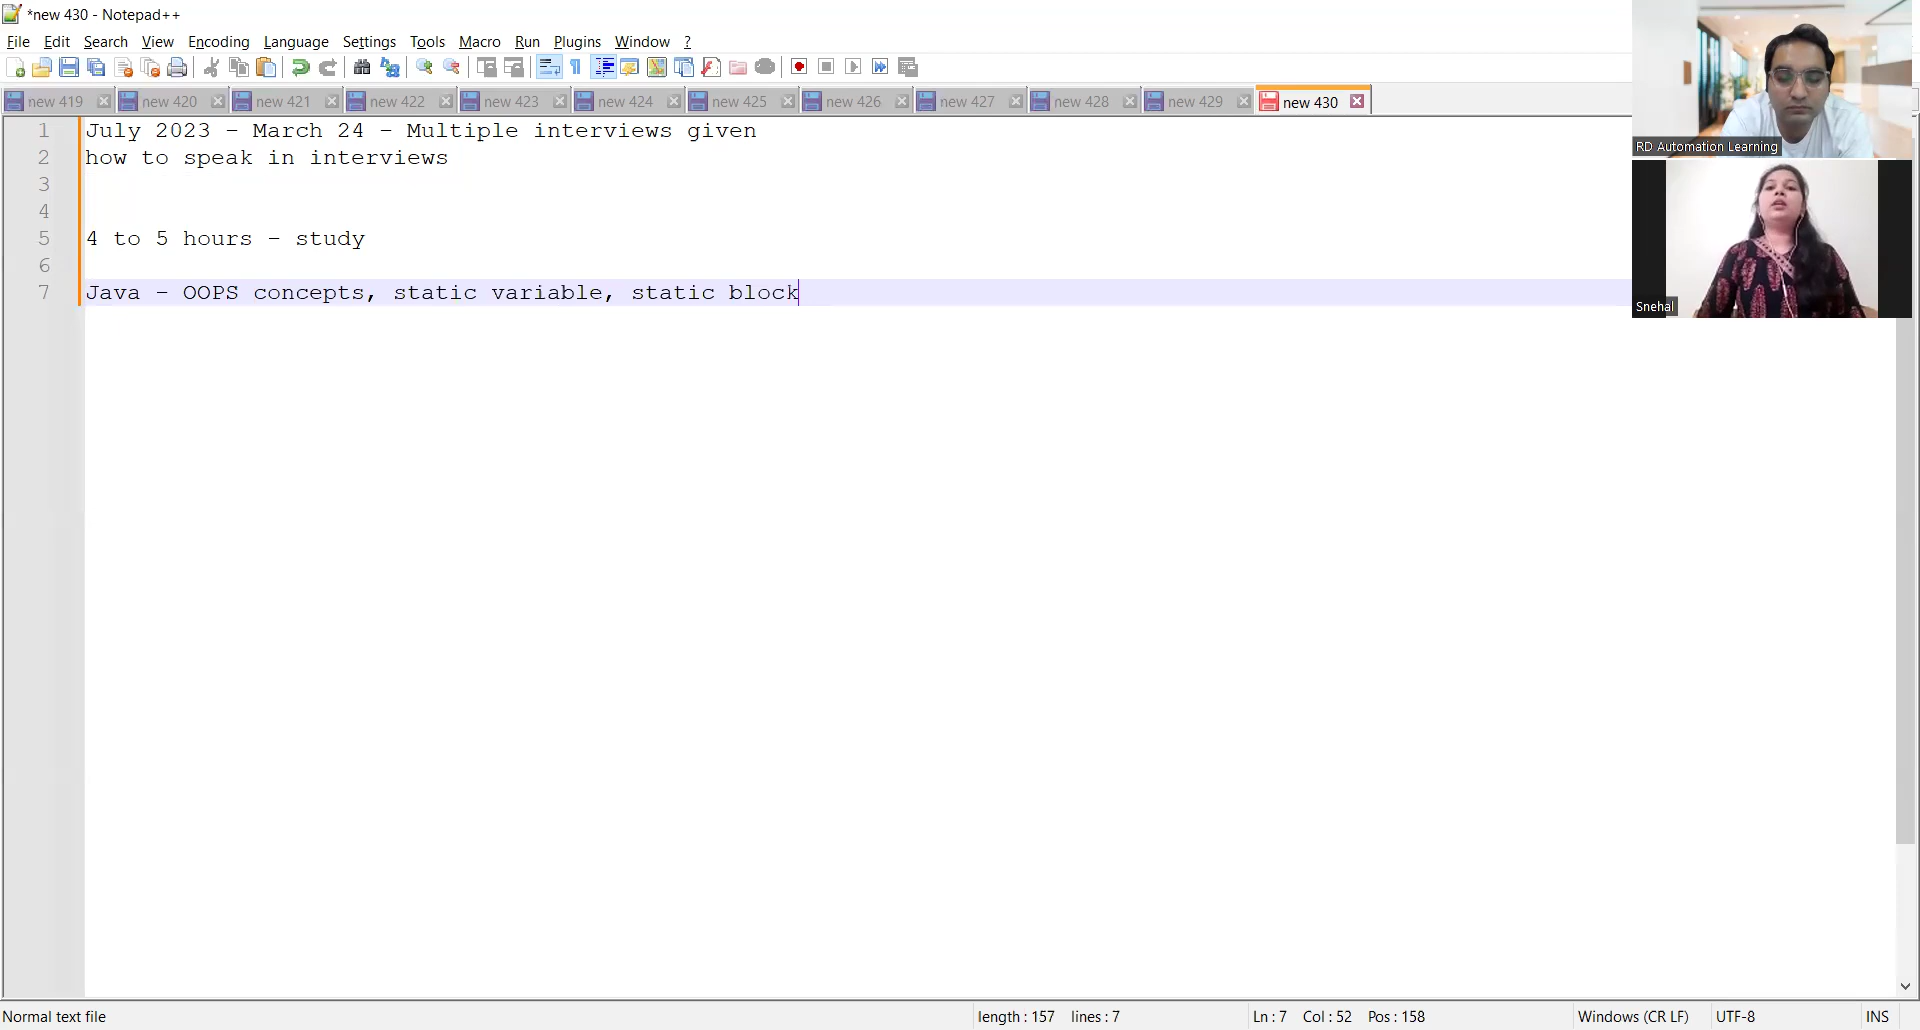 *new 430 - Notepad++
File Edit Search View Encoding Language Settings Tools Macro Run Plugins Window ?
new 419 new 420 new 421 new 422 new 423 new 424 new 425 new 426 new 427 new 428 new 429 new 430
1 July 2023 - March 24 - Multiple interviews given
2 how to speak in interviews
3
4
5 4 to 5 hours - study
6
7 Java - OOPS concepts, static variable, static block
RD Automation Learning
Snehal
Normal text file length : 157 lines : 7 Ln : 7 Col : 52 Pos : 158 Windows (CR LF) UTF-8 INS